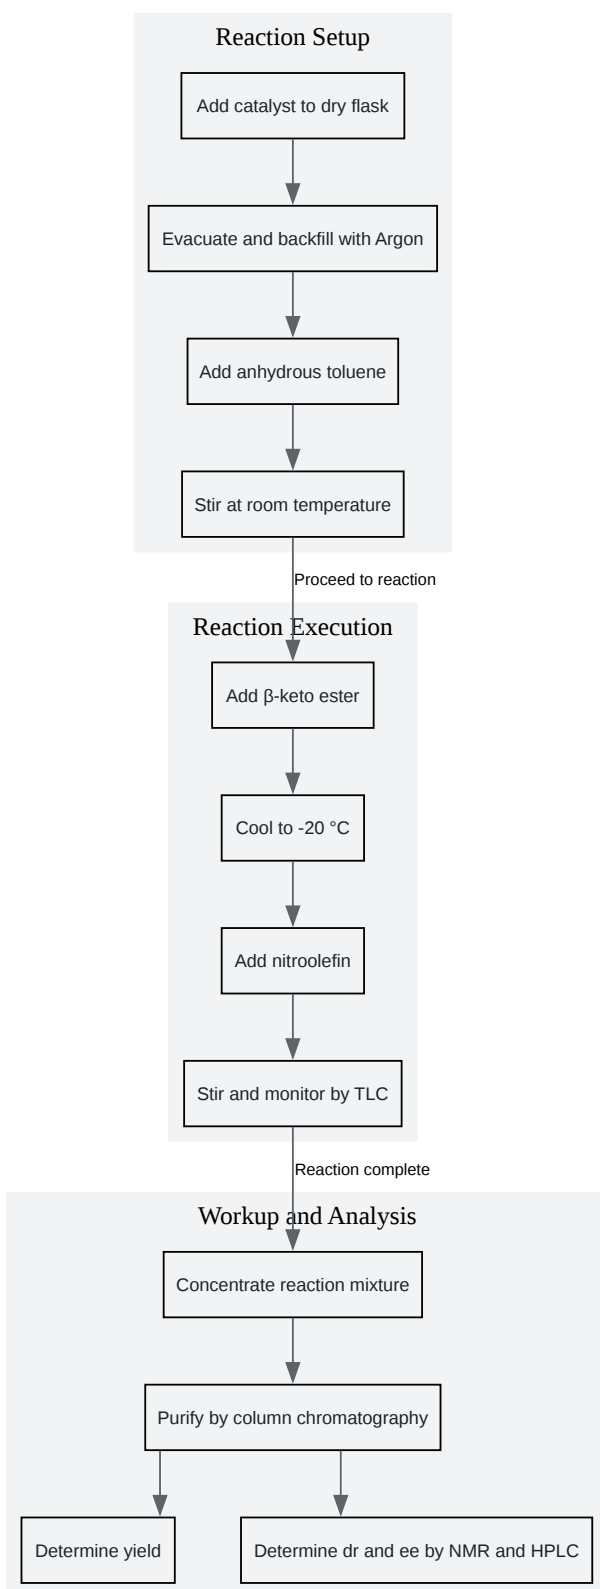 Reaction Setup
Add catalyst to dry flask
Evacuate and backfill with Argon
Add anhydrous toluene
Stir at room temperature
Proceed to reaction
Reaction Execution
Add β-keto ester
Cool to -20 °C
Add nitroolefin
Stir and monitor by TLC
Reaction complete
Workup and Analysis
Concentrate reaction mixture
Purify by column chromatography
Determine yield
Determine dr and ee by NMR and HPLC